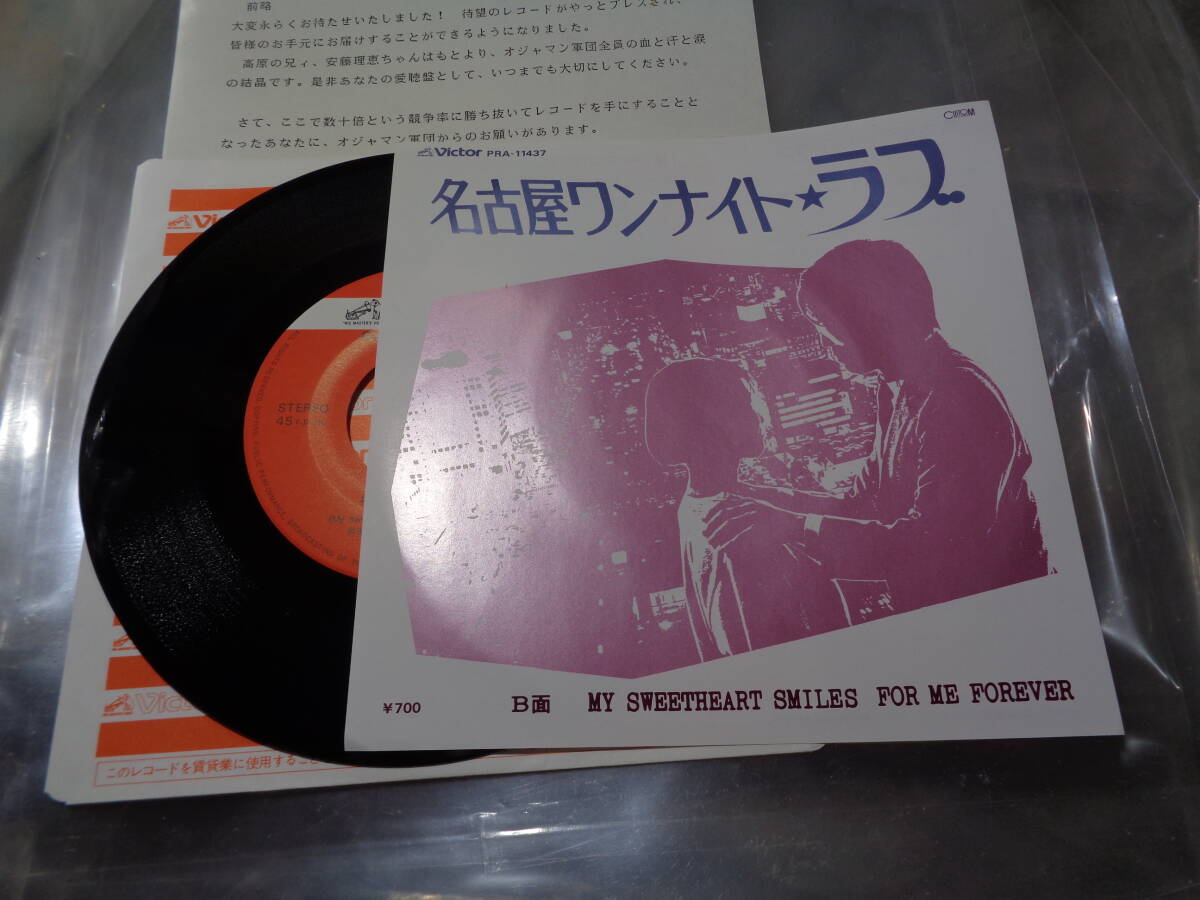 前略
大変永らくお待たせいたしました! 待望のレコードがやっとプレスされ、
皆様のお手元にお届けすることができるようになりました。
高原の兄ィ、安藤理恵ちゃんはもとより、オジャマン軍団全員の血と汗と涙
の結晶です。是非あなたの愛聴盤として、いつまでも大切にしてください。
さて、ここで数十倍という競争率に勝ち抜いてレコードを手にすることと
なったあなたに、オジャマン軍団からのお願いがあります。
CUSTOM
Victor PRA-11437
名古屋ワンナイト★ラブ
"HIS MASTER'S VO
STEREO
45
¥700
B面 MY SWEETHEART SMILES FOR ME FOREVER
Victor
このレコードを賃貸業に使用するこ